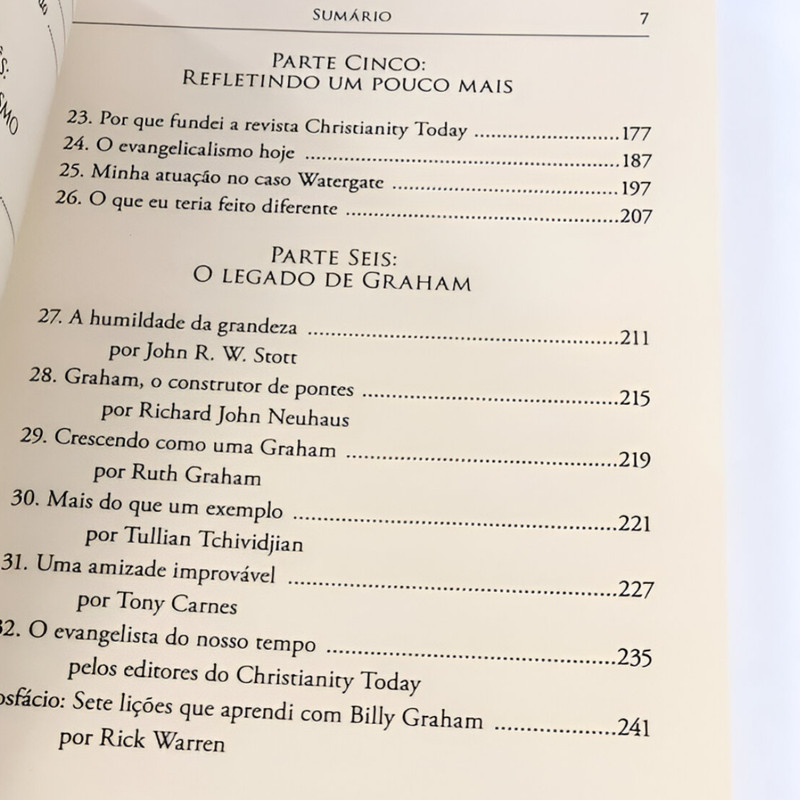 SUMÁRIO 7
PARTE CINCO:
REFLETINDO UM POUCO MAIS
23. Por que fundei a revista Christianity Today ........................177
24. O evangelicalismo hoje ........................187
25. Minha atuação no caso Watergate ........................197
26. O que eu teria feito diferente ........................207
PARTE SEIS:
O LEGADO DE GRAHAM
27. A humildade da grandeza ........................211
por John R. W. Stott
28. Graham, o construtor de pontes ........................215
por Richard John Neuhaus
29. Crescendo como uma Graham ........................219
por Ruth Graham
30. Mais do que um exemplo ........................221
por Tullian Tchividjian
31. Uma amizade improvável ........................227
por Tony Carnes
32. O evangelista do nosso tempo ........................235
pelos editores do Christianity Today
osfácio: Sete lições que aprendi com Billy Graham ........................241
por Rick Warren